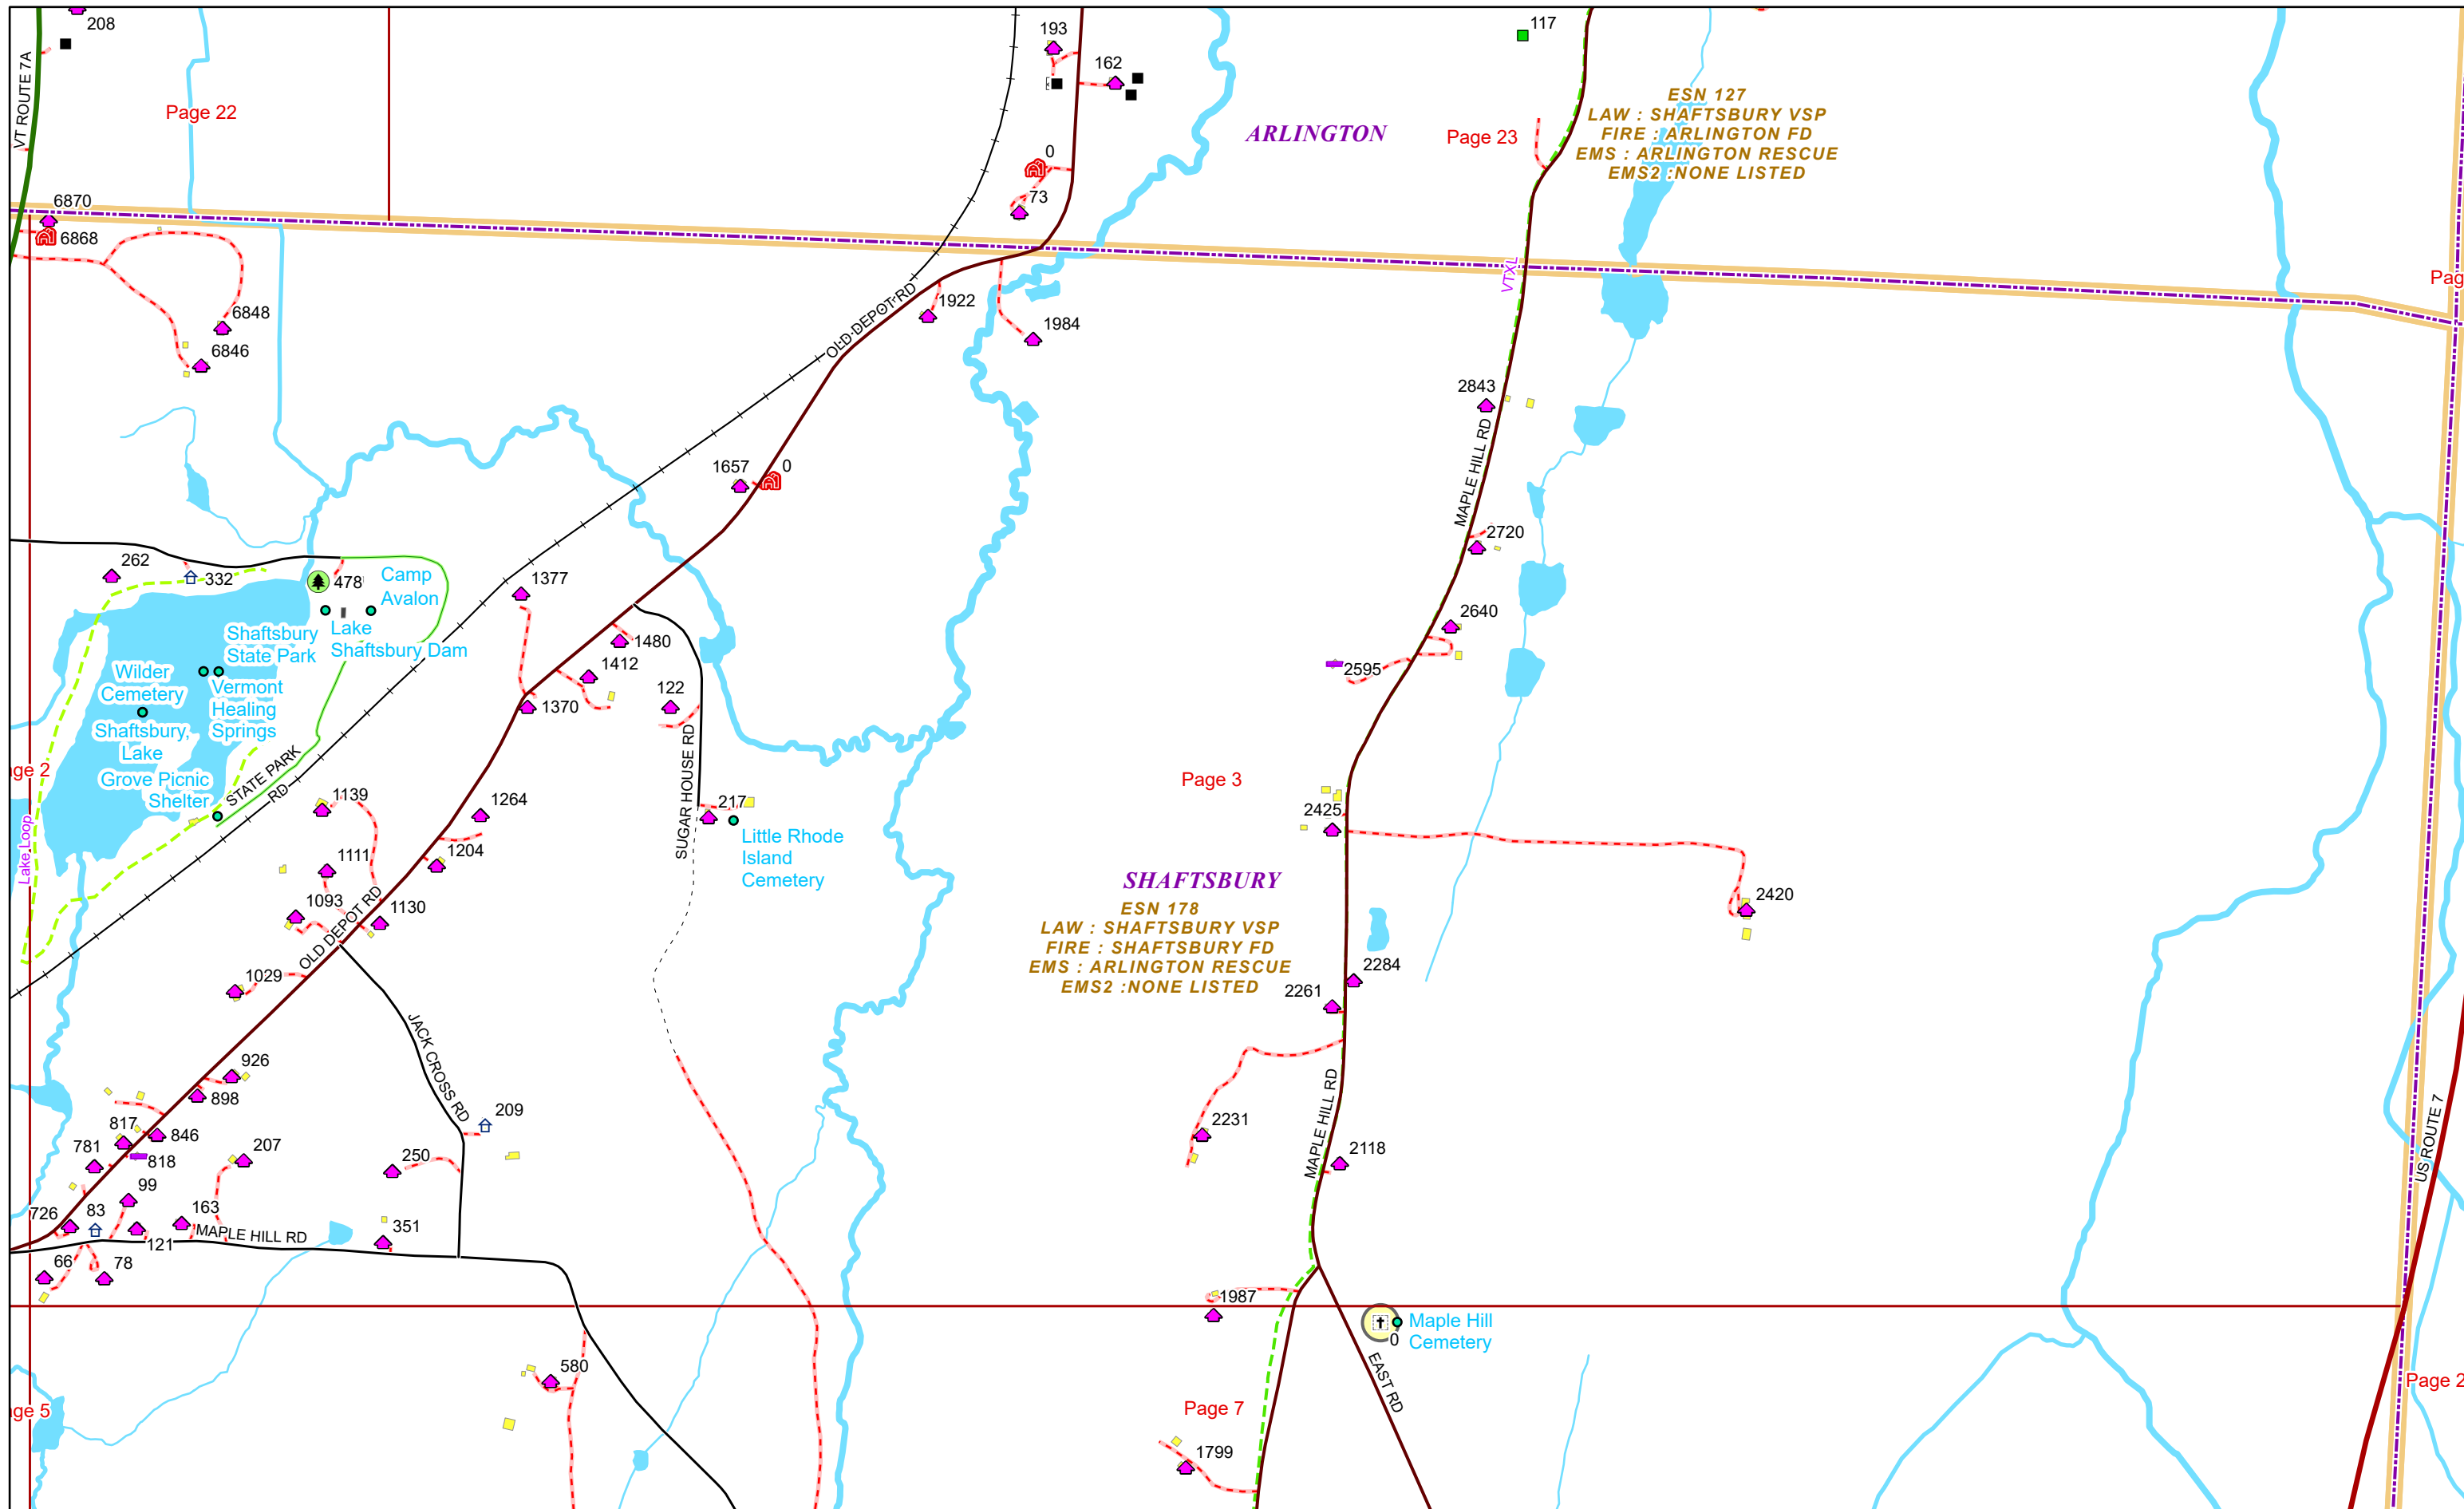 208
VT ROUTE 7A
Page 22
193
162
117
ARLINGTON
Page 23
ESN 127
LAW : SHAFTSBURY VSP
FIRE : ARLINGTON FD
EMS : ARLINGTON RESCUE
EMS2 :NONE LISTED
0
73
6870
6868
VTXL
Pag
6848
6846
OLD DEPOT RD
1922
1984
2843
MAPLE HILL RD
1657
0
2720
262
332
478
Camp
Avalon
1377
2640
Lake
Shaftsbury Dam
Shaftsbury
State Park
1480
1412
2595
Wilder
Cemetery
Vermont
Healing
Springs
122
1370
Shaftsbury,
Lake
SUGAR HOUSE RD
age 2
Grove Picnic
Shelter
STATE PARK
RD
Page 3
1139
1264
217
2425
Lake Loop
Little Rhode
Island
Cemetery
1111
1204
SHAFTSBURY
2420
1093
1130
OLD DEPOT RD
ESN 178
LAW : SHAFTSBURY VSP
FIRE : SHAFTSBURY FD
EMS : ARLINGTON RESCUE
EMS2 :NONE LISTED
1029
2284
2261
JACK CROSS RD
926
898
209
MAPLE HILL RD
US ROUTE 7
817
846
2231
781
818
207
250
2118
99
726
83
163
351
MAPLE HILL RD
121
66
78
1987
Maple Hill
Cemetery
0
EAST RD
580
Page 2
age 5
Page 7
1799